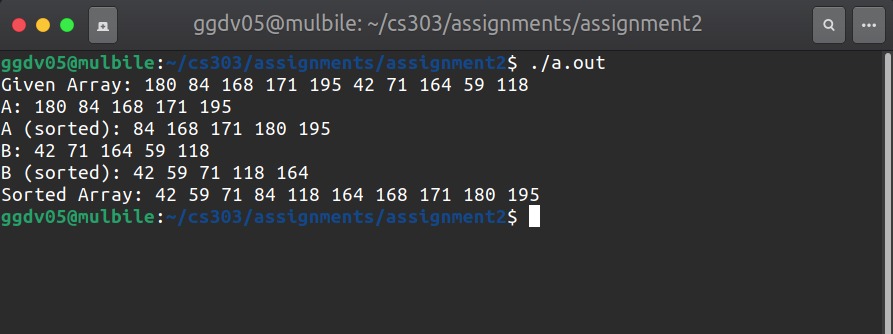 ggdv05@mulbile: ~/cs303/assignments/assignment2
ggdv05@mulbile:~/cs303/assignments/assignment2$ ./a.out
Given Array: 180 84 168 171 195 42 71 164 59 118
A: 180 84 168 171 195
A (sorted): 84 168 171 180 195
B: 42 71 164 59 118
B (sorted): 42 59 71 118 164
Sorted Array: 42 59 71 84 118 164 168 171 180 195
ggdv05@mulbile:~/cs303/assignments/assignment2$